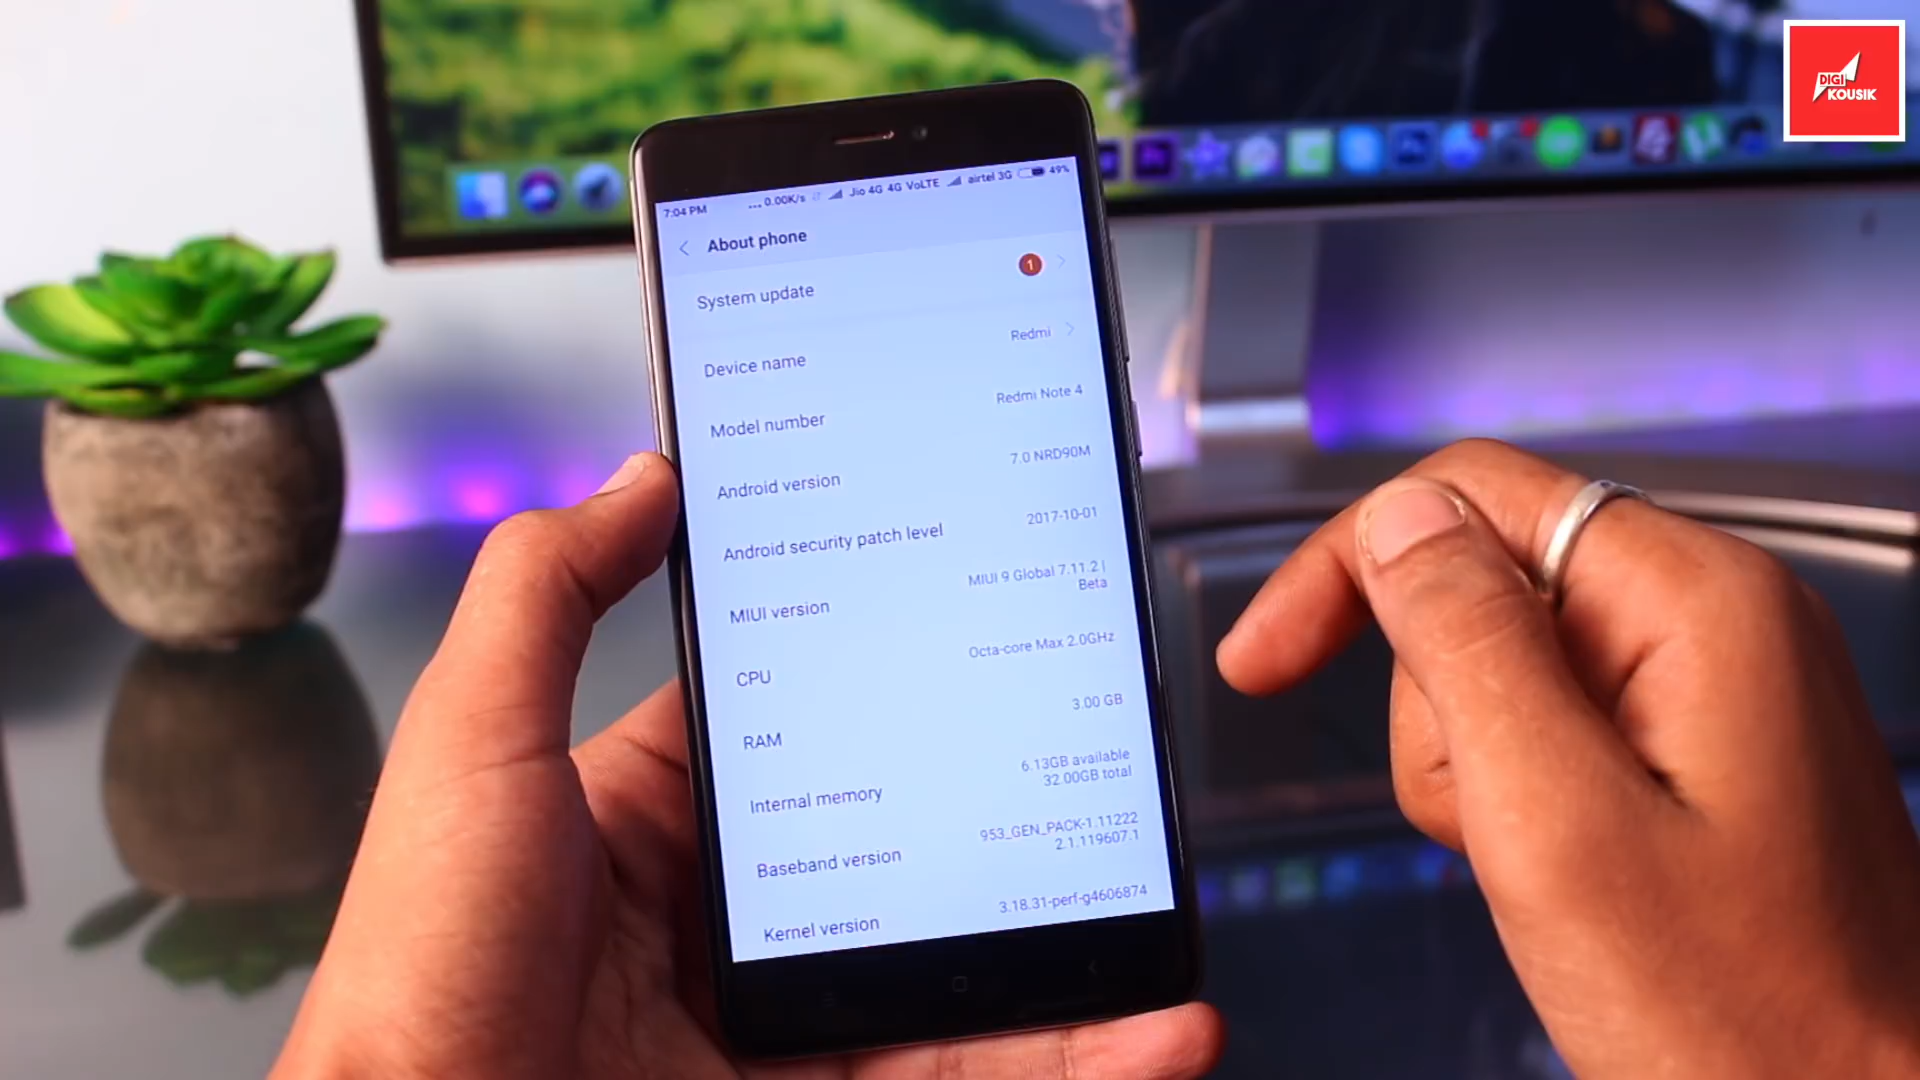 DIGI
KOUSIK
7:04 PM ... 0.00K/s Jio 4G 4G VoLTE airtel 3G 49%
About phone
System update 1
Device name Redmi
Model number Redmi Note 4
Android version 7.0 NRD90M
Android security patch level 2017-10-01
MIUI version MIUI 9 Global 7.11.2 |
Beta
CPU Octa-core Max 2.0GHz
RAM 3.00 GB
Internal memory 6.13GB available
32.00GB total
Baseband version 953_GEN_PACK-1.11222
2.1.119607.1
Kernel version 3.18.31-perf-g4606874